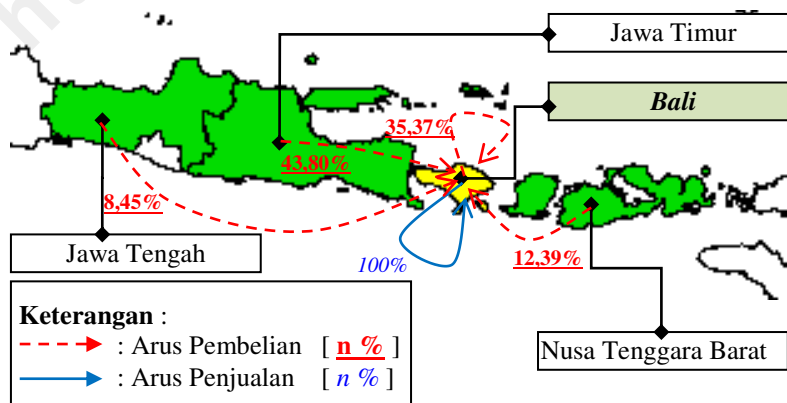 Jawa Timur
Bali
35,37%
43,80%
8,45%
Jawa Tengah
100%
12,39%
Keterangan :
: Arus Pembelian [ n % ]
: Arus Penjualan [ n % ]
Nusa Tenggara Barat